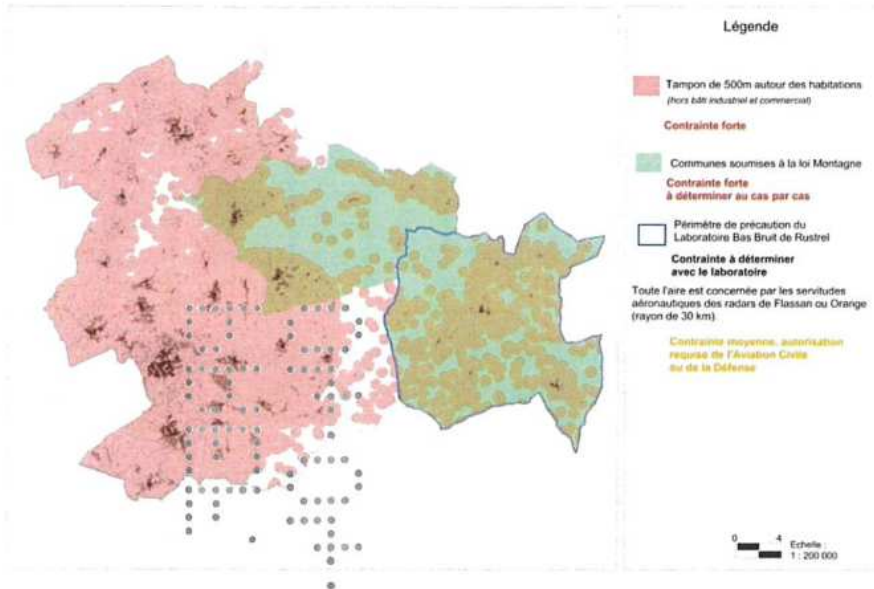 Légende
Tampon de 500m autour des habitations
(hors bâti industriel et commercial)
Contrainte forte
Communes soumises à la loi Montagne
Contrainte forte
à déterminer au cas par cas
Périmètre de précaution du
Laboratoire Bas Bruit de Rustrel
Contrainte à déterminer
avec le laboratoire
Toute l'aire est concernée par les servitudes
aéronautiques des radars de Flassan ou Orange
(rayon de 30 km).
Contrainte moyenne, autorisation
requise de l'Aviation Civile
ou de la Défense
0 4
Echelle :
1 : 200 000